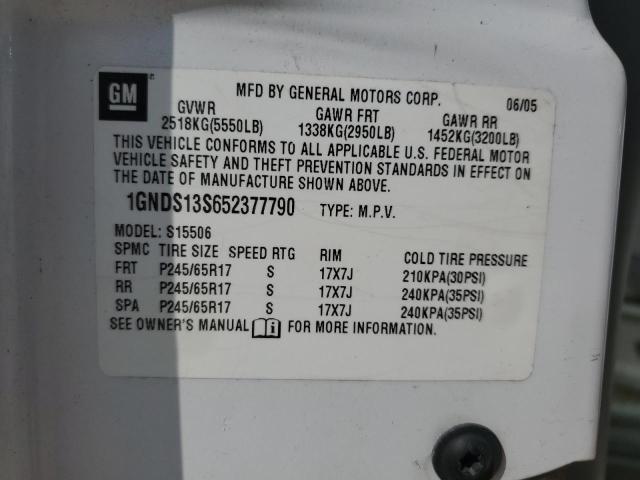 GM
MFD BY GENERAL MOTORS CORP. 06/05
GVWR GAWR FRT GAWR RR
2518KG(5550LB) 1338KG(2950LB) 1452KG(3200LB)
THIS VEHICLE CONFORMS TO ALL APPLICABLE U.S. FEDERAL MOTOR
VEHICLE SAFETY AND THEFT PREVENTION STANDARDS IN EFFECT ON
THE DATE OF MANUFACTURE SHOWN ABOVE.
1GNDS13S652377790 TYPE: M.P.V.
MODEL: S15506
SPMC TIRE SIZE SPEED RTG RIM COLD TIRE PRESSURE
FRT P245/65R17 S 17X7J 210KPA(30PSI)
RR P245/65R17 S 17X7J 240KPA(35PSI)
SPA P245/65R17 S 17X7J 240KPA(35PSI)
SEE OWNER'S MANUAL FOR MORE INFORMATION.